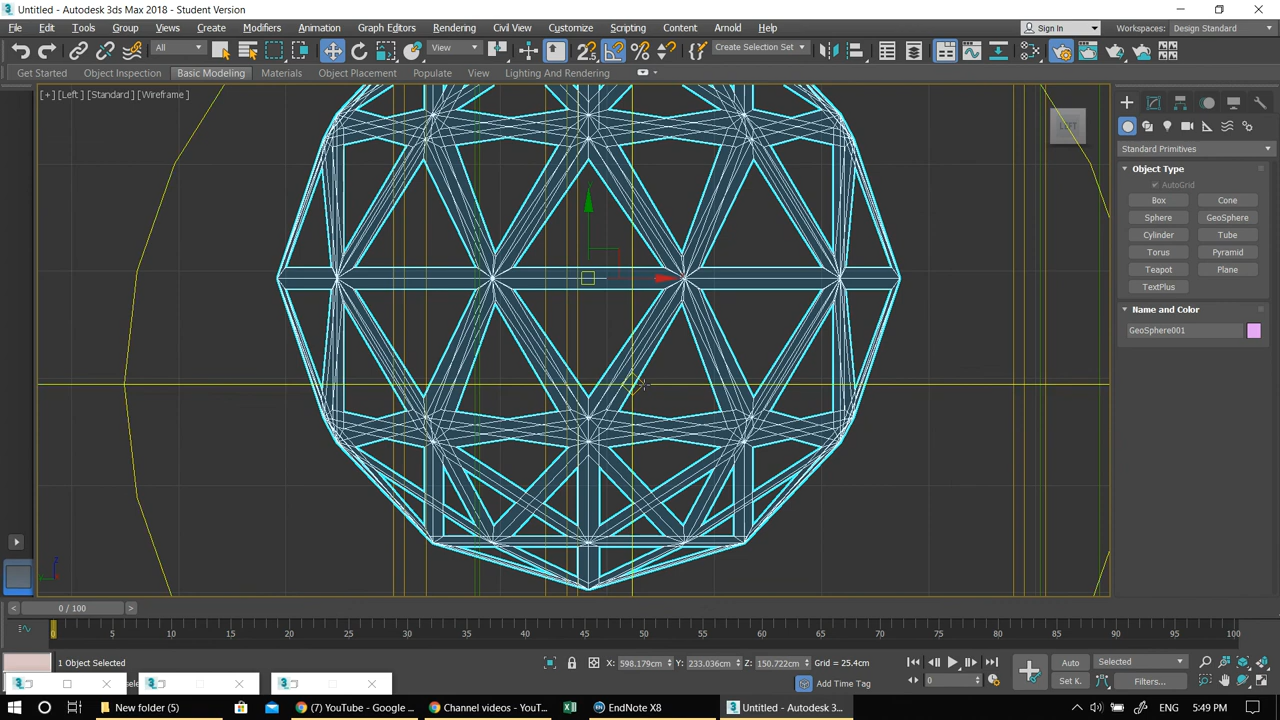 Untitled - Autodesk 3ds Max 2018 - Student Version
File Edit Tools Group Views Create Modifiers Animation Graph Editors Rendering Civil View Customize Scripting Content Arnold Help Sign In Workspaces: Design Standard
All View Create Selection Set
Get Started Object Inspection Basic Modeling Materials Object Placement Populate View Lighting And Rendering
[+] [Left ] [Standard ] [Wireframe ]
LEFT
Standard Primitives
Object Type
AutoGrid
Box Cone
Sphere GeoSphere
Cylinder Tube
Torus Pyramid
Teapot Plane
TextPlus
Name and Color
GeoSphere001
0 / 100
0 5 10 15 20 25 30 35 40 45 50 55 60 65 70 75 80 85 90 95 100
1 Object Selected X: 598.179cm Y: 233.036cm Z: 150.722cm Grid = 25.4cm Auto Selected
Add Time Tag 0 Set K. Filters...
New folder (5) (7) YouTube - Google ... Channel videos - YouT... EndNote X8 Untitled - Autodesk 3... ENG 5:49 PM